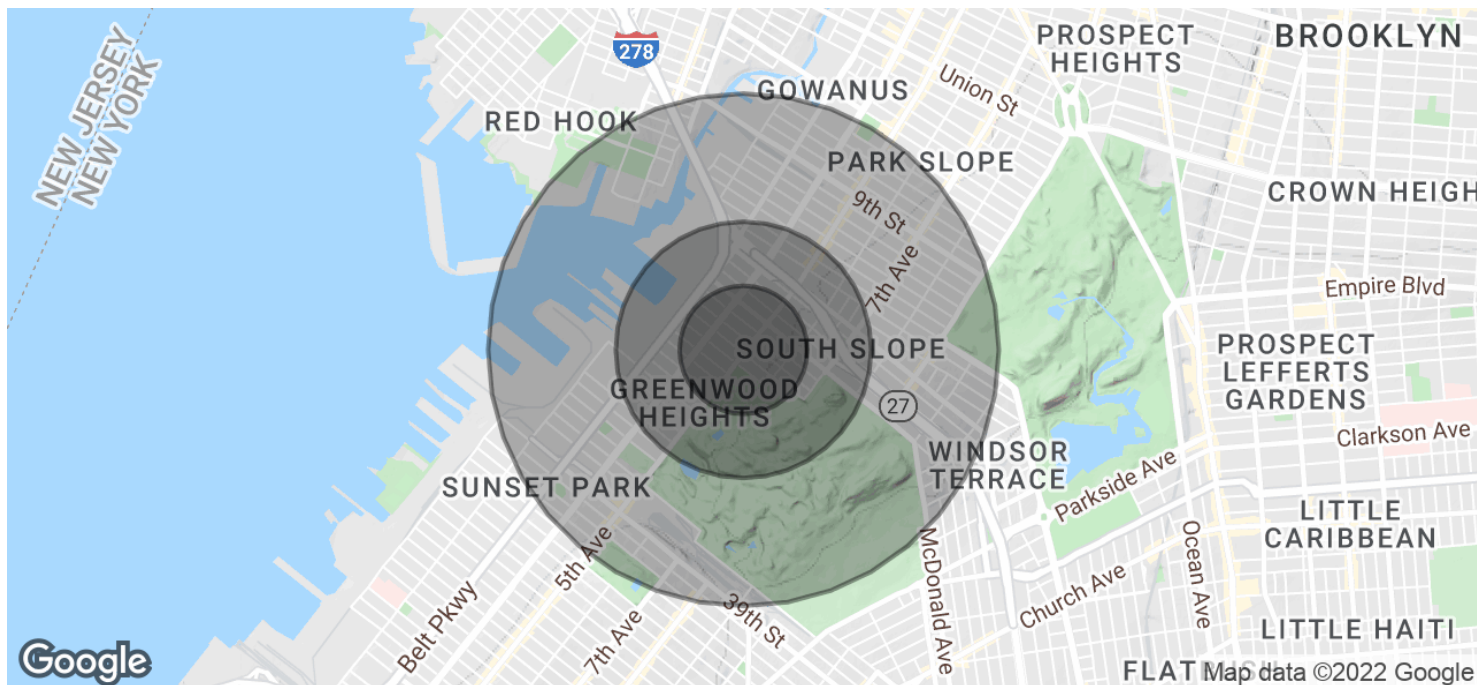 NEW JERSEY
NEW YORK
278
PROSPECT
HEIGHTS
BROOKLYN
Union St
GOWANUS
RED HOOK
PARK SLOPE
CROWN HEIGH
9th St
7th Ave
Empire Blvd
SOUTH SLOPE
PROSPECT
LEFFERTS
GARDENS
GREENWOOD
HEIGHTS
27
Clarkson Ave
WINDSOR
TERRACE
Parkside Ave
SUNSET PARK
LITTLE
CARIBBEAN
Ocean Ave
5th Ave
McDonald Ave
Church Ave
39th St
Belt Pkwy
7th Ave
LITTLE HAITI
Google
FLAT
Map data ©2022 Google